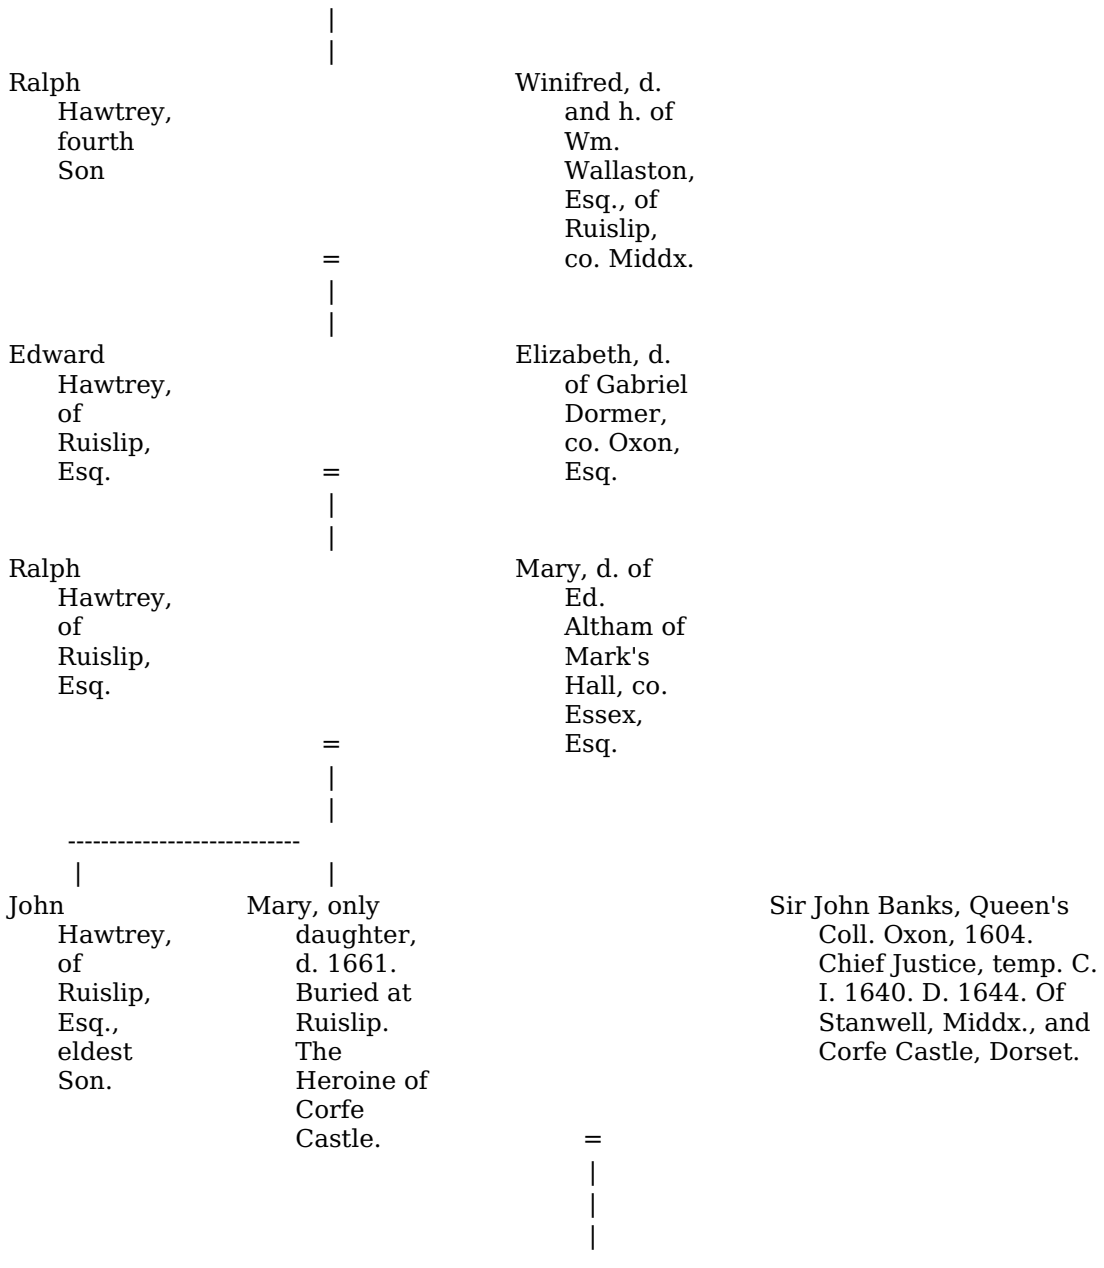 |
|
Ralph Winifred, d.
Hawtrey, and h. of
fourth Wm.
Son Wallaston,
Esq., of
Ruislip,
= co. Middx.
|
|
Edward Elizabeth, d.
Hawtrey, of Gabriel
of Dormer,
Ruislip, co. Oxon,
Esq. = Esq.
|
|
Ralph Mary, d. of
Hawtrey, Ed.
of Altham of
Ruislip, Mark's
Esq. Hall, co.
Essex,
= Esq.
|
|
----------------------------
| |
John Mary, only Sir John Banks, Queen's
Hawtrey, daughter, Coll. Oxon, 1604.
of d. 1661. Chief Justice, temp. C.
Ruislip, Buried at I. 1640. D. 1644. Of
Esq., Ruislip. Stanwell, Middx., and
eldest The Corfe Castle, Dorset.
Son. Heroine of
Corfe
Castle. =
|
|
|